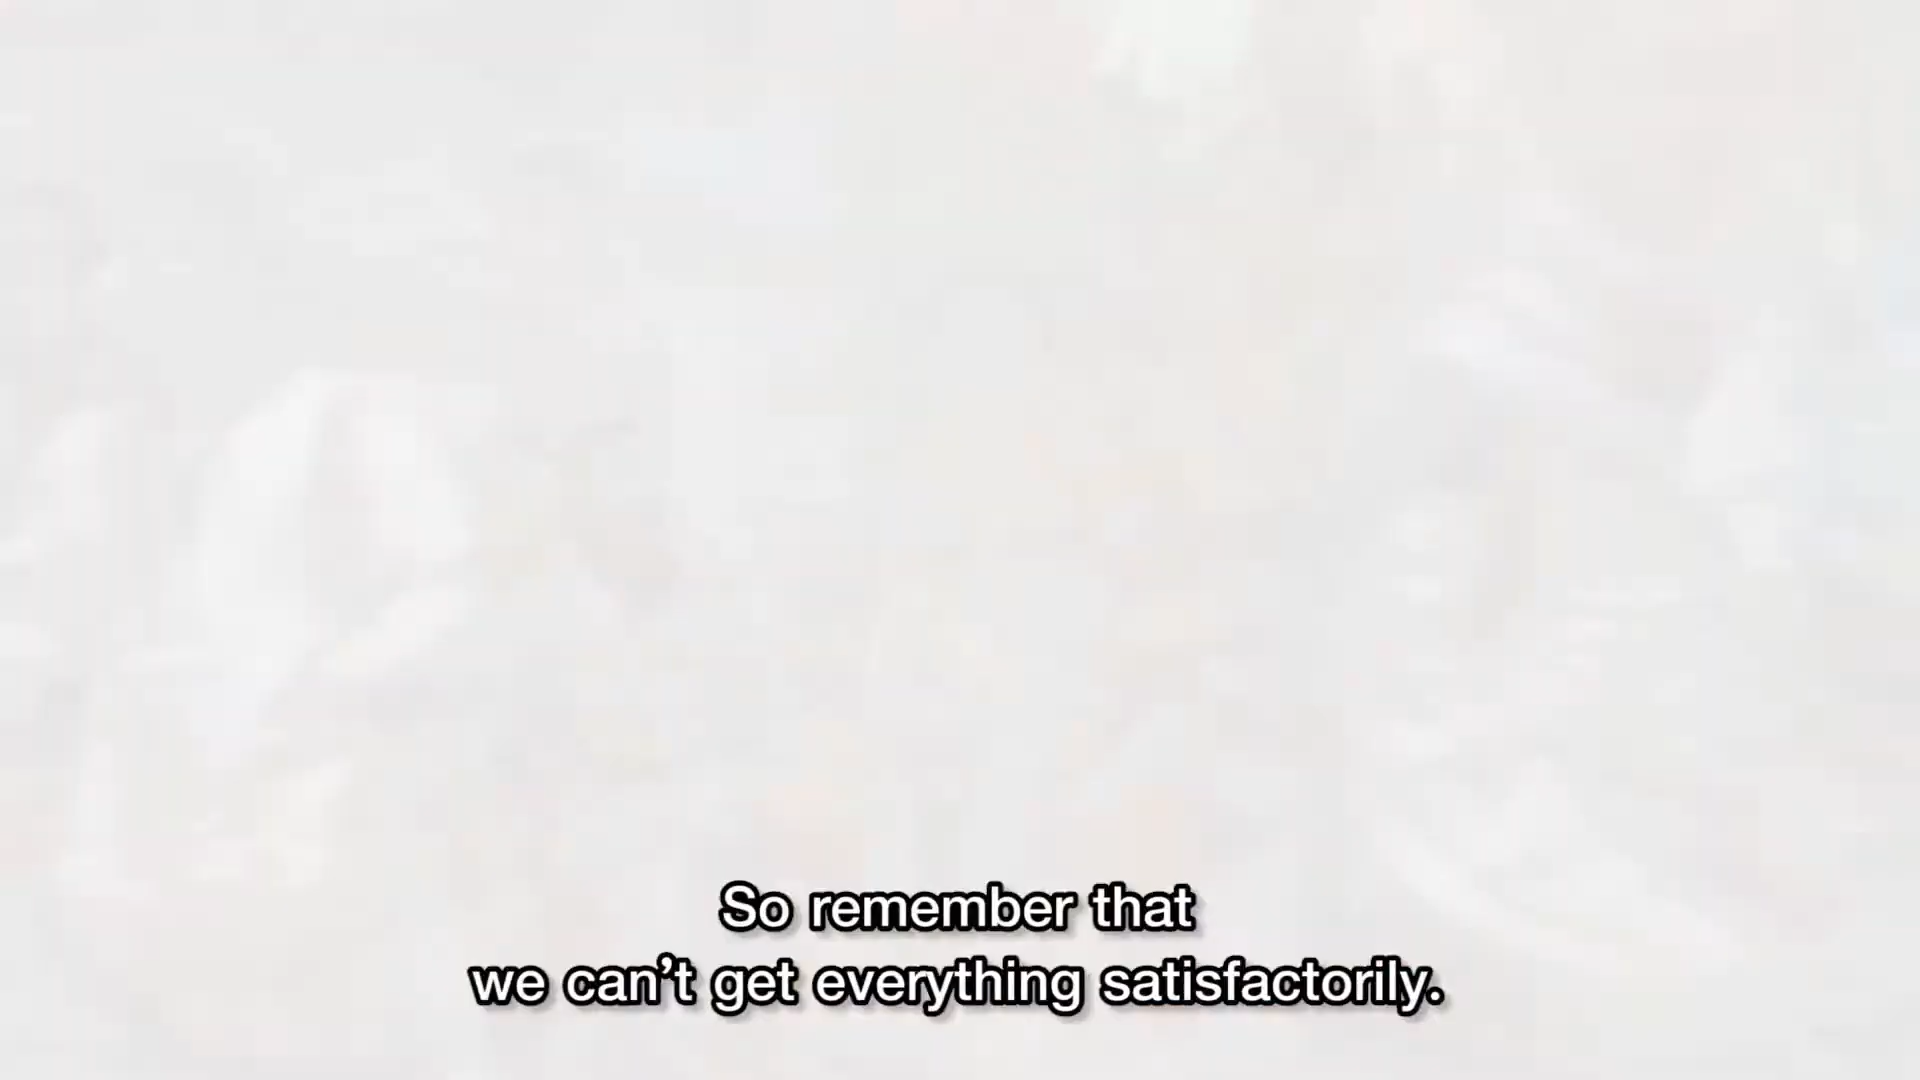 So remember that
we can’t get everything satisfactorily.